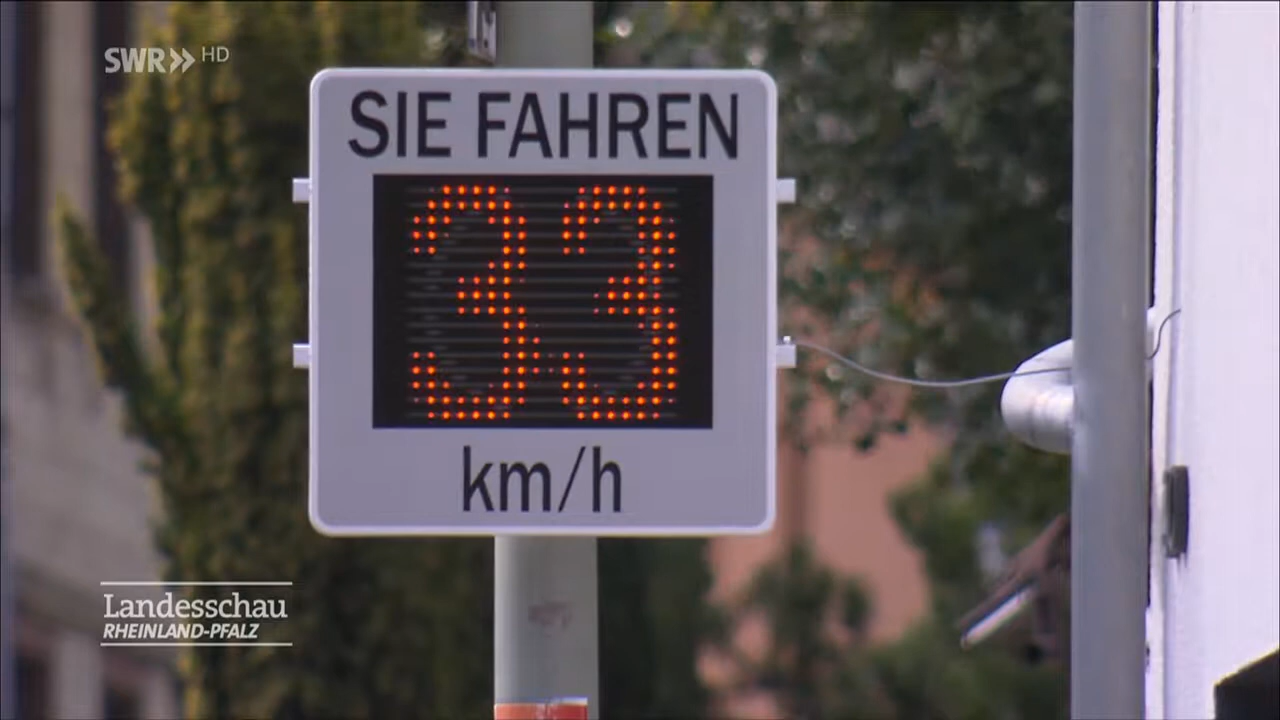 SWR» HD
SIE FAHREN
33
km/h
Landesschau
RHEINLAND-PFALZ